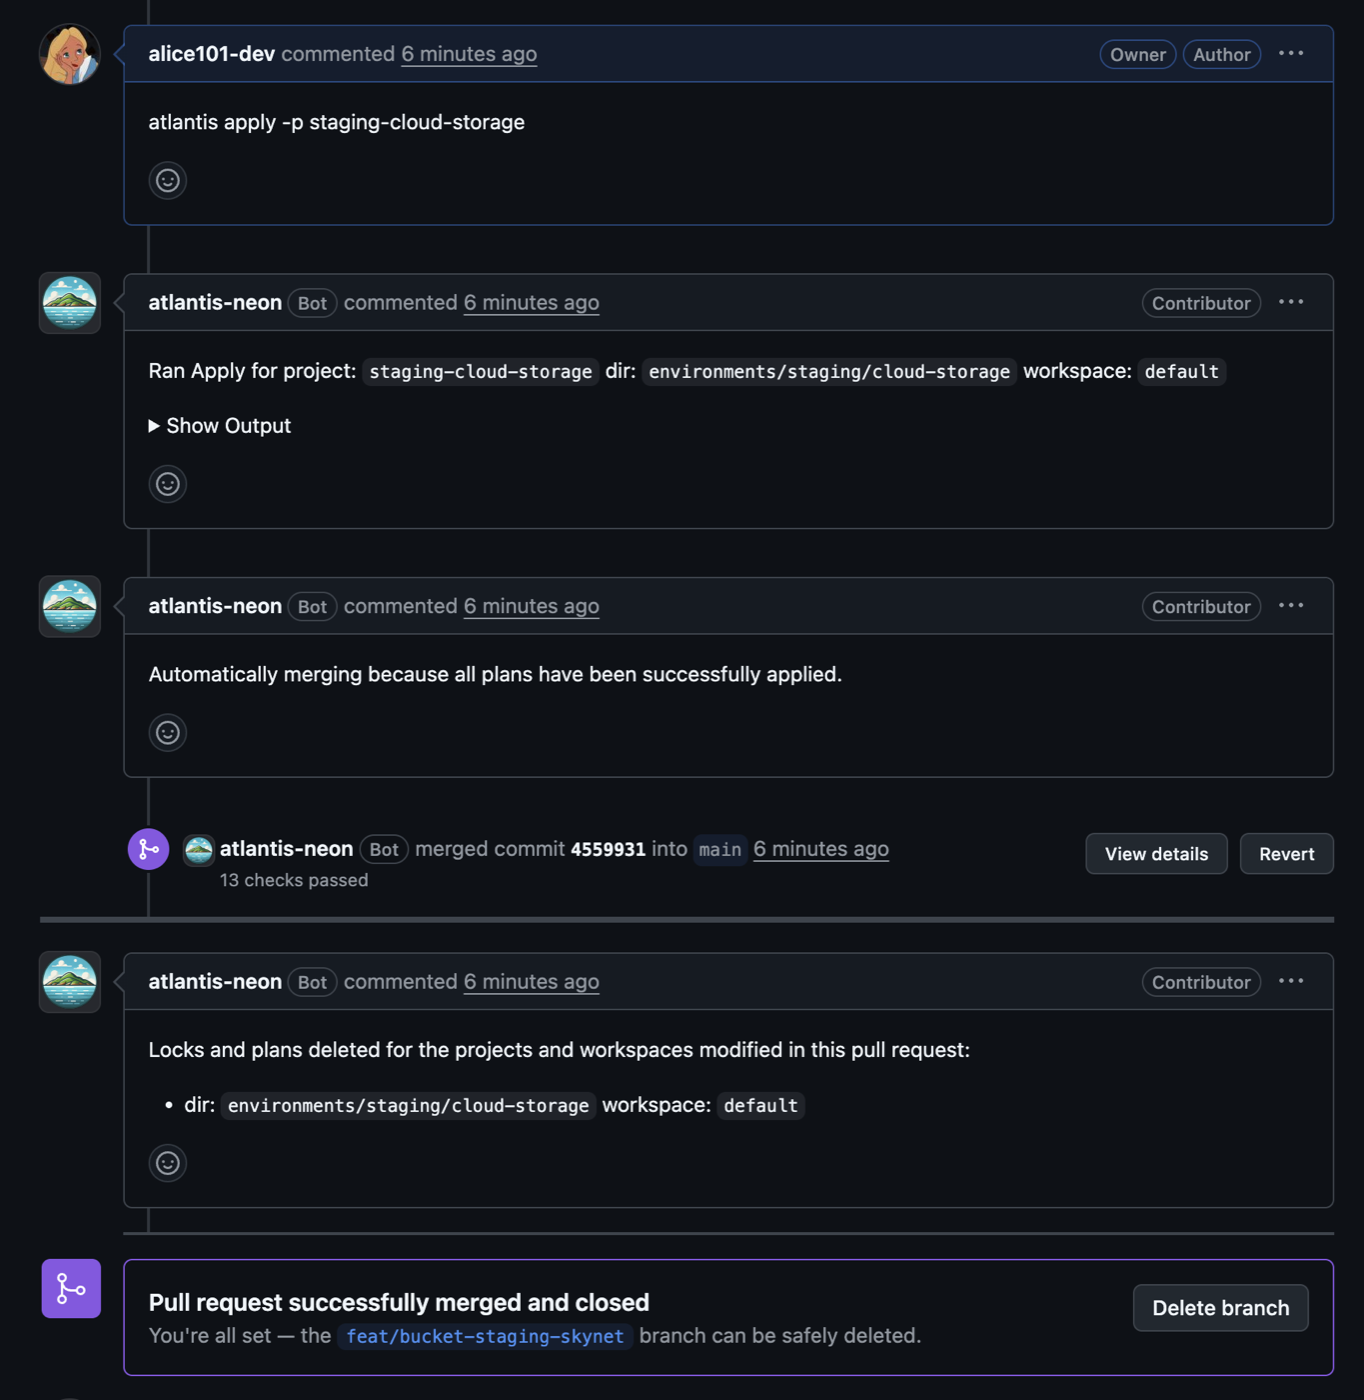 alice101-dev commented 6 minutes ago Owner Author ···
atlantis apply -p staging-cloud-storage
atlantis-neon Bot commented 6 minutes ago Contributor ···
Ran Apply for project: staging-cloud-storage dir: environments/staging/cloud-storage workspace: default
▶ Show Output
atlantis-neon Bot commented 6 minutes ago Contributor ···
Automatically merging because all plans have been successfully applied.
atlantis-neon Bot merged commit 4559931 into main 6 minutes ago View details Revert
13 checks passed
atlantis-neon Bot commented 6 minutes ago Contributor ···
Locks and plans deleted for the projects and workspaces modified in this pull request:
• dir: environments/staging/cloud-storage workspace: default
Pull request successfully merged and closed
You're all set — the feat/bucket-staging-skynet branch can be safely deleted.
Delete branch